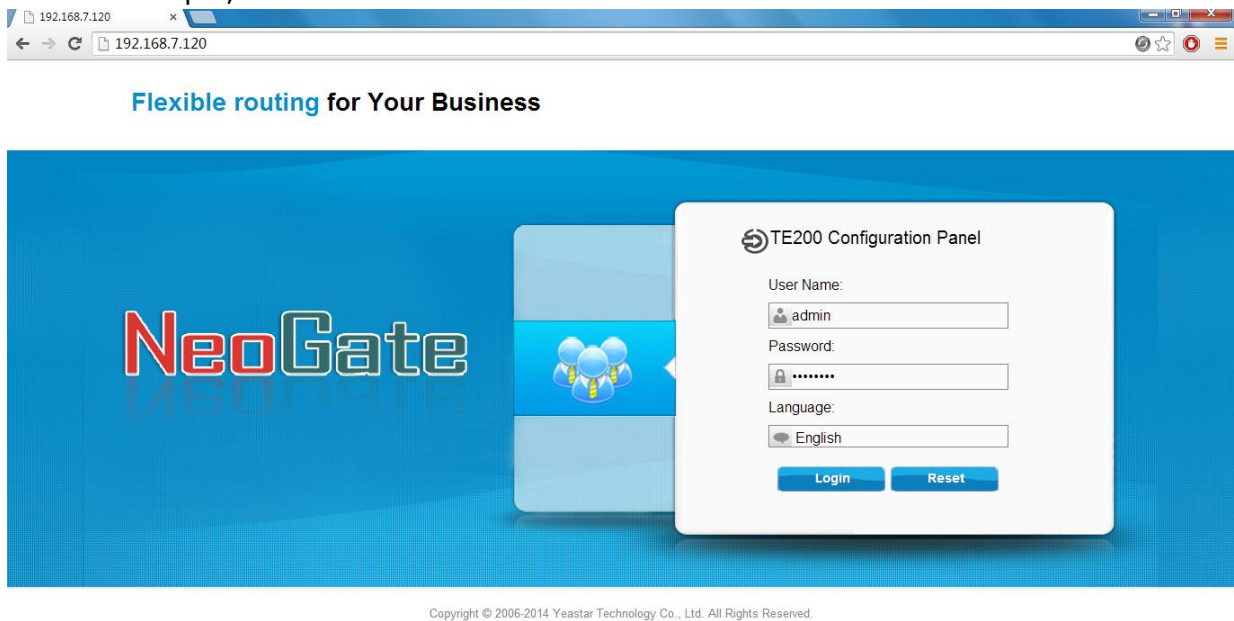 192.168.7.120
192.168.7.120
Flexible routing for Your Business
TE200 Configuration Panel
User Name:
admin
Password:
••••••••
NeoGate
Language:
English
Login Reset
Copyright © 2006-2014 Yeastar Technology Co., Ltd. All Rights Reserved.